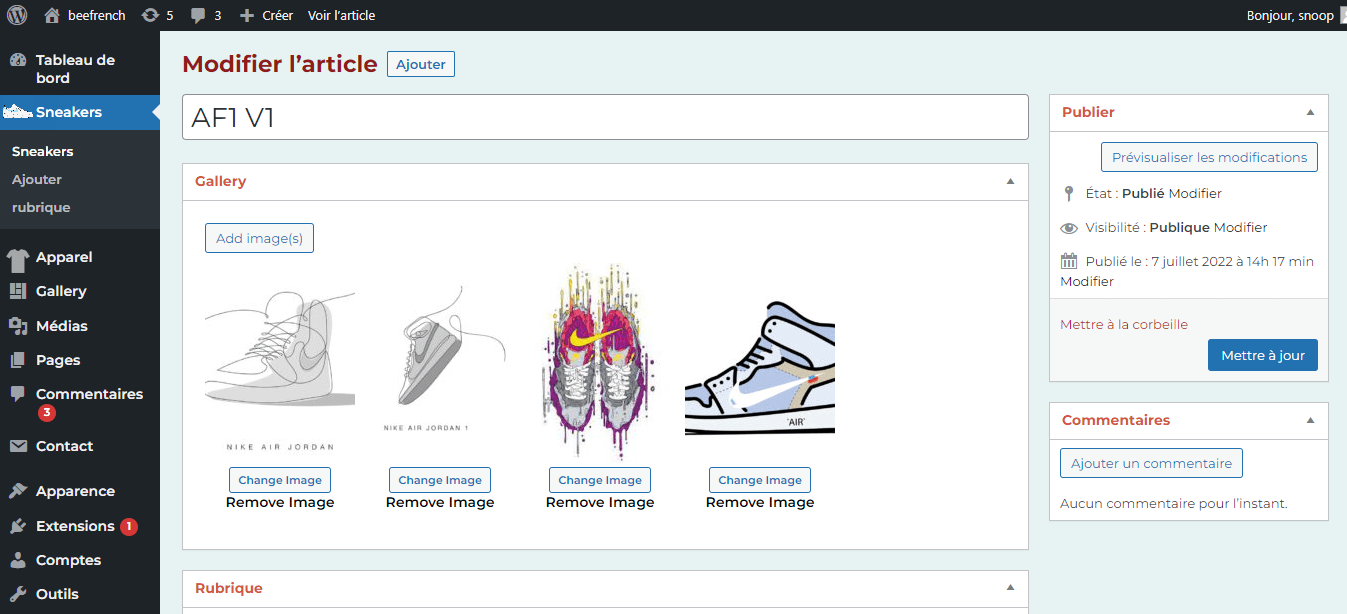 beefrench
5
3
Créer
Voir l'article
Bonjour, snoop
Tableau de
bord
Sneakers
Sneakers
Ajouter
rubrique
Apparel
Gallery
Médias
Pages
Commentaires
3
Contact
Apparence
Extensions 1
Comptes
Outils
Modifier l'article
Ajouter
AF1 V1
Gallery
Add image(s)
NIKE AIR JORDAN
NIKE AIR JORDAN 1
'AIR'
Change Image
Remove Image
Change Image
Remove Image
Change Image
Remove Image
Change Image
Remove Image
Rubrique
Publier
Prévisualiser les modifications
État : Publié Modifier
Visibilité : Publique Modifier
Publié le : 7 juillet 2022 à 14h 17 min
Modifier
Mettre à la corbeille
Mettre à jour
Commentaires
Ajouter un commentaire
Aucun commentaire pour l'instant.